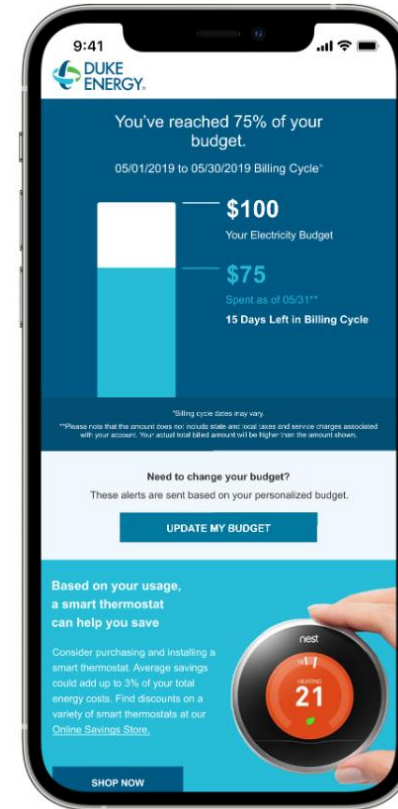 9:41
DUKE
ENERGY®
You've reached 75% of your
budget.
05/01/2019 to 05/30/2019 Billing Cycle*
$100
Your Electricity Budget
$75
Spent as of 05/31**
15 Days Left in Billing Cycle
*Billing cycle dates may vary.
**Please note that the amount does not include state and local taxes and service charges associated
with your account. Your actual total billed amount will be higher than the amount shown.
Need to change your budget?
These alerts are sent based on your personalized budget.
UPDATE MY BUDGET
Based on your usage,
a smart thermostat
can help you save
Consider purchasing and installing a
smart thermostat. Average savings
could add up to 3% of your total
energy costs. Find discounts on a
variety of smart thermostats at our
Online Savings Store.
SHOP NOW
nest
HEATING
21